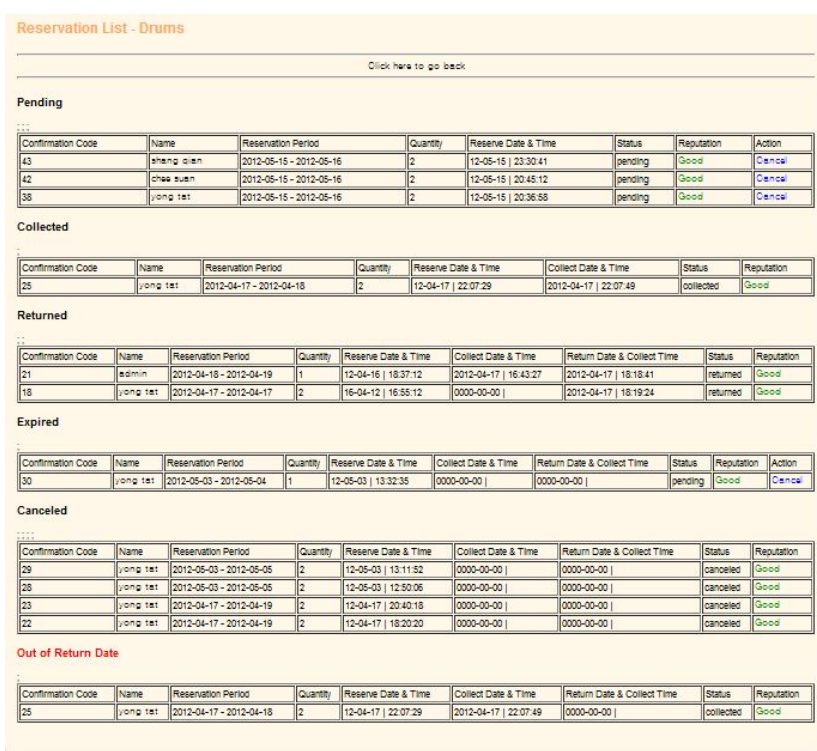 Reservation List - Drums
Click here to go back
Pending
;;;
Confirmation Code Name Reservation Period Quantity Reserve Date & Time Status Reputation Action
43 shang qian 2012-05-15 - 2012-05-16 2 12-05-15 | 23:30:41 pending Good Cancel
42 chee suan 2012-05-15 - 2012-05-16 2 12-05-15 | 20:45:12 pending Good Cancel
38 yong tat 2012-05-15 - 2012-05-16 2 12-05-15 | 20:36:58 pending Good Cancel
Collected
;
Confirmation Code Name Reservation Period Quantity Reserve Date & Time Collect Date & Time Status Reputation
25 yong tat 2012-04-17 - 2012-04-18 2 12-04-17 | 22:07:29 2012-04-17 | 22:07:49 collected Good
Returned
;;
Confirmation Code Name Reservation Period Quantity Reserve Date & Time Collect Date & Time Return Date & Collect Time Status Reputation
21 admin 2012-04-18 - 2012-04-19 1 12-04-16 | 18:37:12 2012-04-17 | 16:43:27 2012-04-17 | 18:18:41 returned Good
18 yong tat 2012-04-17 - 2012-04-17 2 16-04-12 | 16:55:12 0000-00-00 | 2012-04-17 | 18:19:24 returned Good
Expired
;
Confirmation Code Name Reservation Period Quantity Reserve Date & Time Collect Date & Time Return Date & Collect Time Status Reputation Action
30 yong tat 2012-05-03 - 2012-05-04 1 12-05-03 | 13:32:35 0000-00-00 | 0000-00-00 | pending Good Cancel
Canceled
;;;;
Confirmation Code Name Reservation Period Quantity Reserve Date & Time Collect Date & Time Return Date & Collect Time Status Reputation
29 yong tat 2012-05-03 - 2012-05-05 2 12-05-03 | 13:11:52 0000-00-00 | 0000-00-00 | canceled Good
28 yong tat 2012-05-03 - 2012-05-05 2 12-05-03 | 12:50:06 0000-00-00 | 0000-00-00 | canceled Good
23 yong tat 2012-04-17 - 2012-04-19 2 12-04-17 | 20:40:18 0000-00-00 | 0000-00-00 | canceled Good
22 yong tat 2012-04-17 - 2012-04-19 2 12-04-17 | 18:20:20 0000-00-00 | 0000-00-00 | canceled Good
Out of Return Date
;
Confirmation Code Name Reservation Period Quantity Reserve Date & Time Collect Date & Time Return Date & Collect Time Status Reputation
25 yong tat 2012-04-17 - 2012-04-18 2 12-04-17 | 22:07:29 2012-04-17 | 22:07:49 0000-00-00 | collected Good